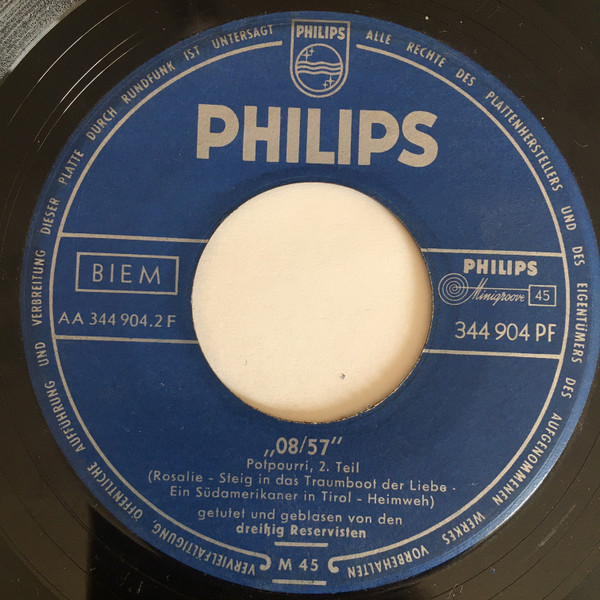 PHILIPS
ALLE RECHTE DES PLATTENHERSTELLERS UND DES EIGENTÜMERS DES AUFGENOMMENEN WERKES VORBEHALTEN
VERVIELFÄLTIGUNG, ÖFFENTLICHE AUFFÜHRUNG UND VERBREITUNG DIESER PLATTE DURCH RUNDFUNK IST UNTERSAGT
PHILIPS
BIEM
AA 344 904.2 F
PHILIPS
Minigroove 45
344 904 PF
„08/57"
Potpourri, 2. Teil
(Rosalie - Steig in das Traumboot der Liebe -
Ein Südamerikaner in Tirol - Heimweh)
getutet und geblasen von den
dreißig Reservisten
M 45